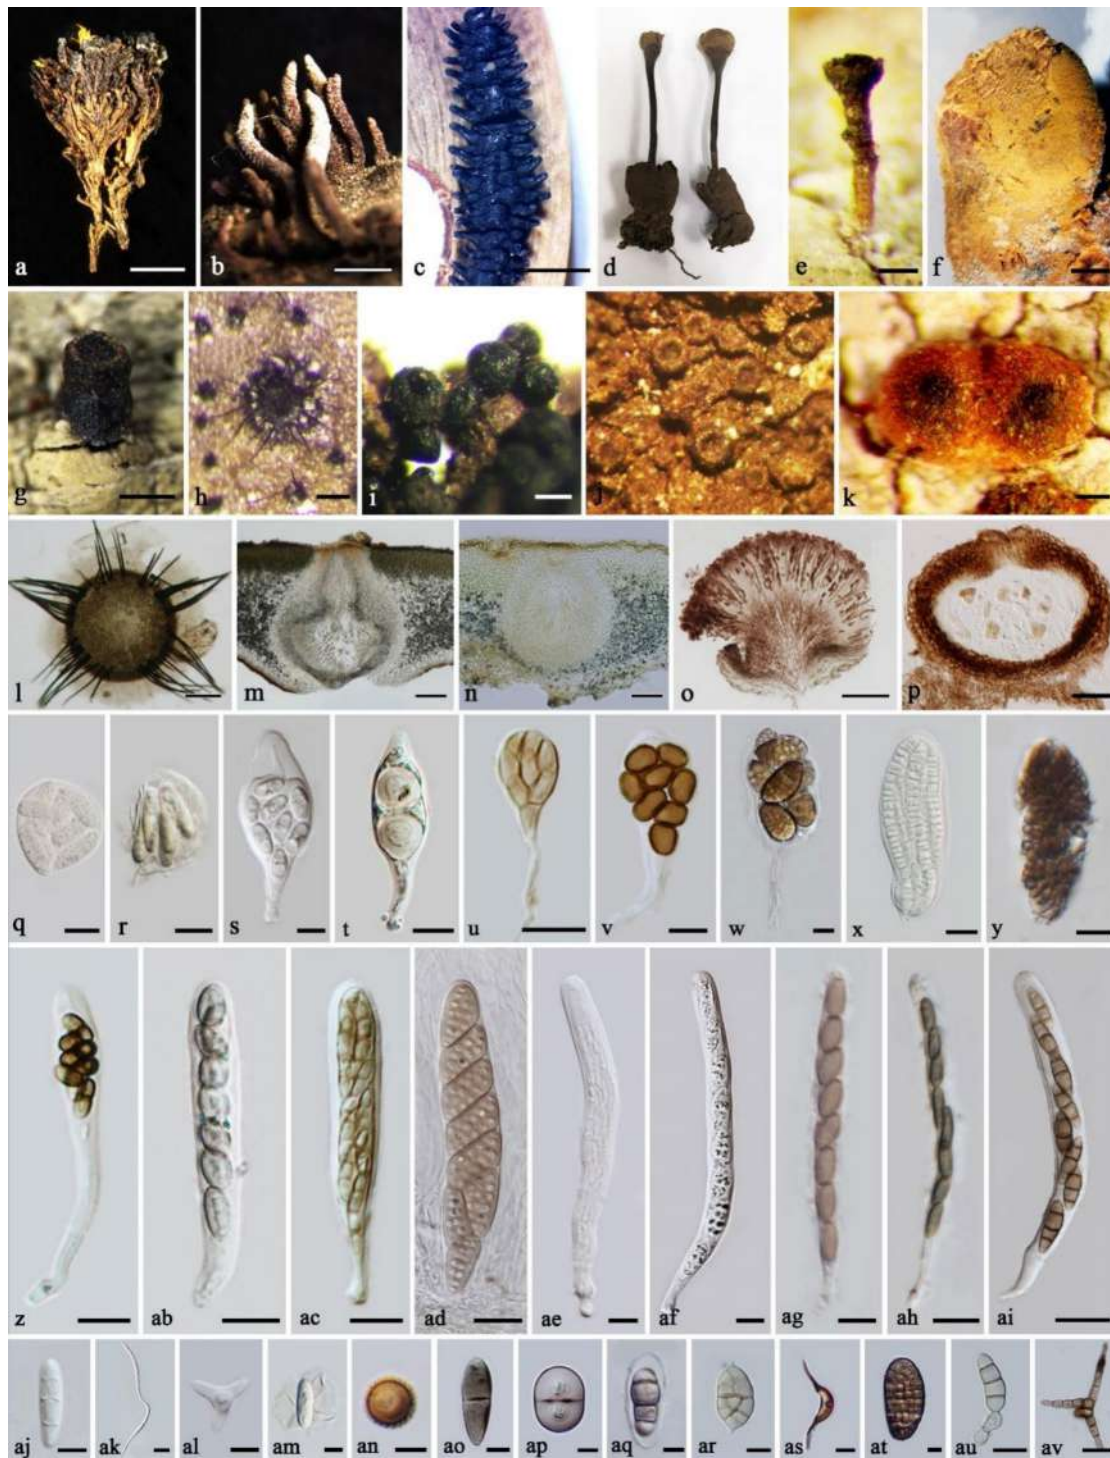 a b c d e f
g h i j k
l m n o p
q r s t u v w x y
z ab ac ad ae af ag ah ai
aj ak al am an ao ap aq ar as at au av